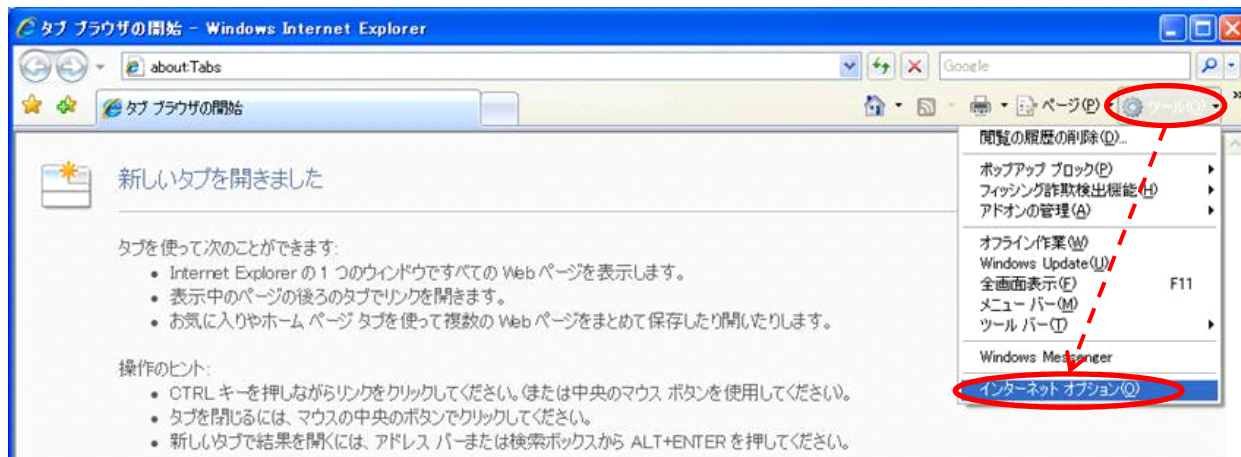 タブ ブラウザの開始 - Windows Internet Explorer
about:Tabs
Google
タブ ブラウザの開始
ページ(P)
ツール(O)
閲覧の履歴の削除(D)...
ポップアップ ブロック(P)
フィッシング詐欺検出機能(H)
アドオンの管理(A)
オフライン作業(W)
Windows Update(U)
全画面表示(F) F11
メニュー バー(M)
ツール バー(T)
Windows Messenger
インターネット オプション(O)
新しいタブを開きました
タブを使って次のことができます:
• Internet Explorer の 1 つのウィンドウですべての Web ページを表示します。
• 表示中のページの後ろのタブでリンクを開きます。
• お気に入りやホーム ページ タブを使って複数の Web ページをまとめて保存したり開いたりします。
操作のヒント:
• CTRL キーを押しながらリンクをクリックしてください。(または中央のマウス ボタンを使用してください)。
• タブを閉じるには、マウスの中央のボタンでクリックしてください。
• 新しいタブで結果を開くには、アドレス バーまたは検索ボックスから ALT+ENTER を押してください。